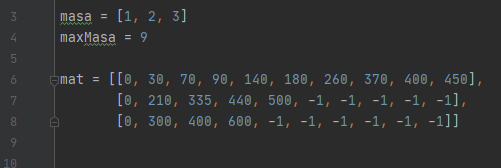 3 masa = [1, 2, 3]
4 maxMasa = 9
5
6 mat = [[0, 30, 70, 90, 140, 180, 260, 370, 400, 450],
7 [0, 210, 335, 440, 500, -1, -1, -1, -1, -1],
8 [0, 300, 400, 600, -1, -1, -1, -1, -1, -1]]
9
10